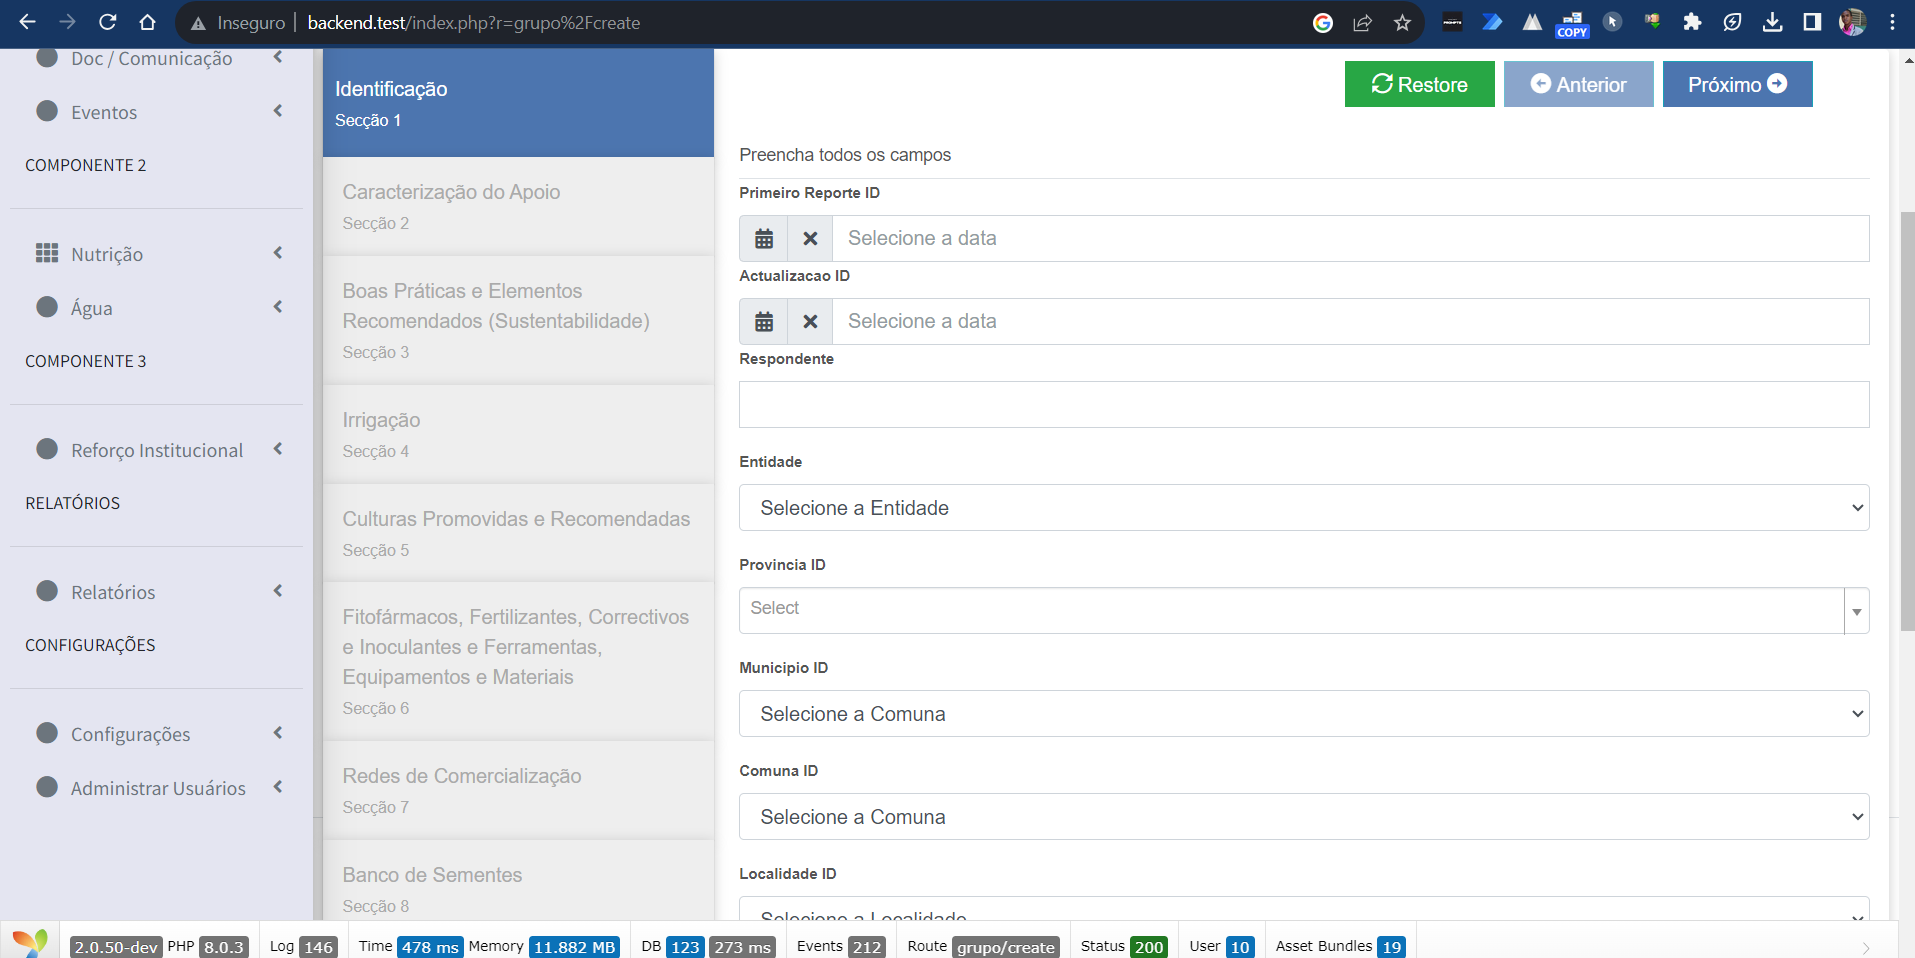 Inseguro
backend.test/index.php?r=grupo%2Fcreate
COPY
Doc / Comunicação
Eventos
COMPONENTE 2
Nutrição
Água
COMPONENTE 3
Reforço Institucional
RELATÓRIOS
Relatórios
CONFIGURAÇÕES
Configurações
Administrar Usuários
Identificação
Secção 1
Caracterização do Apoio
Secção 2
Boas Práticas e Elementos
Recomendados (Sustentabilidade)
Secção 3
Irrigação
Secção 4
Culturas Promovidas e Recomendadas
Secção 5
Fitofármacos, Fertilizantes, Correctivos
e Inoculantes e Ferramentas,
Equipamentos e Materiais
Secção 6
Redes de Comercialização
Secção 7
Banco de Sementes
Secção 8
Restore
Anterior
Próximo
Preencha todos os campos
Primeiro Reporte ID
Selecione a data
Actualizacao ID
Selecione a data
Respondente
Entidade
Selecione a Entidade
Provincia ID
Select
Municipio ID
Selecione a Comuna
Comuna ID
Selecione a Comuna
Localidade ID
Selecione a Localidade
2.0.50-dev PHP 8.0.3 Log 146 Time 478 ms Memory 11.882 MB DB 123 273 ms Events 212 Route grupo/create Status 200 User 10 Asset Bundles 19